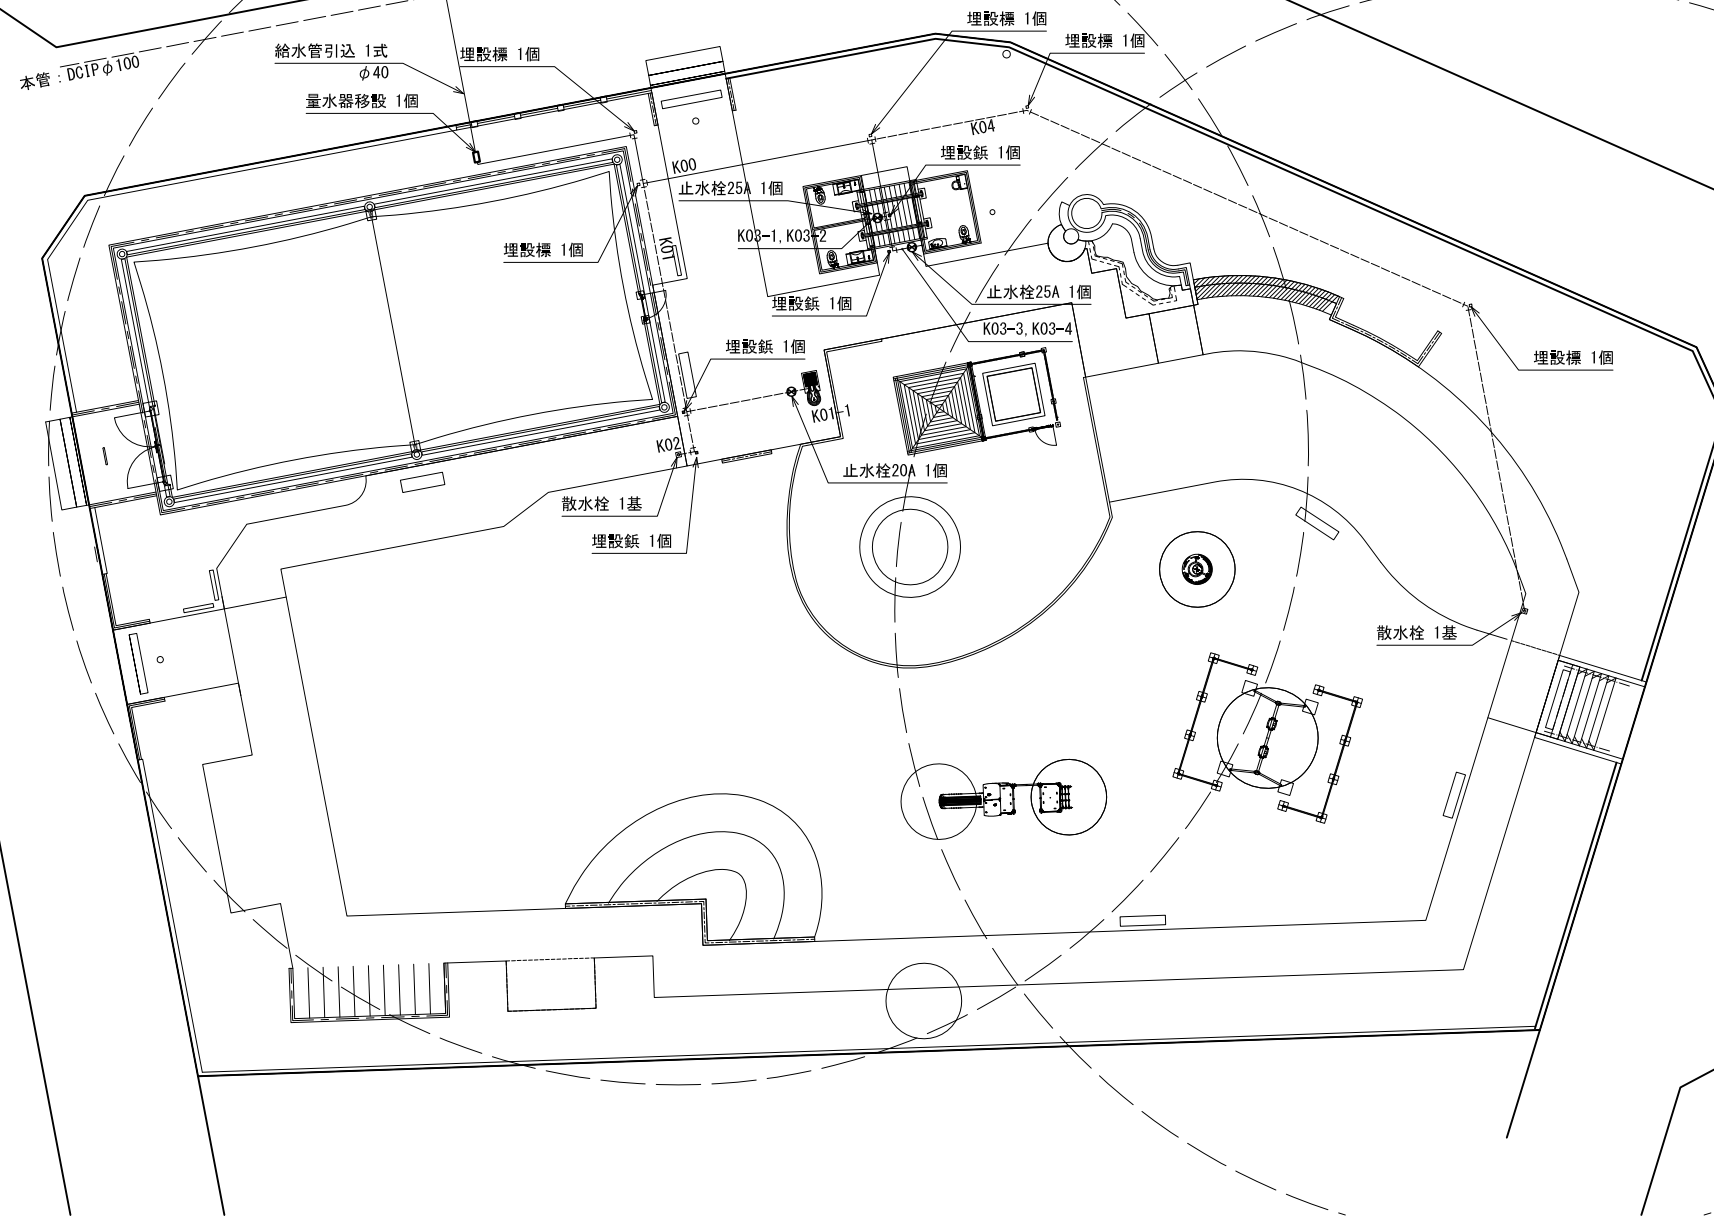 埋設標 1個
埋設標 1個
給水管引込 1式
φ40
埋設標 1個
本管：DCIPφ100
量水器移設 1個
K04
埋設鋲 1個
K00
止水栓25A 1個
K03-1, K03-2
K01
埋設標 1個
止水栓25A 1個
埋設鋲 1個
K03-3, K03-4
埋設鋲 1個
埋設標 1個
K01-1
K02
止水栓20A 1個
散水栓 1基
埋設鋲 1個
散水栓 1基